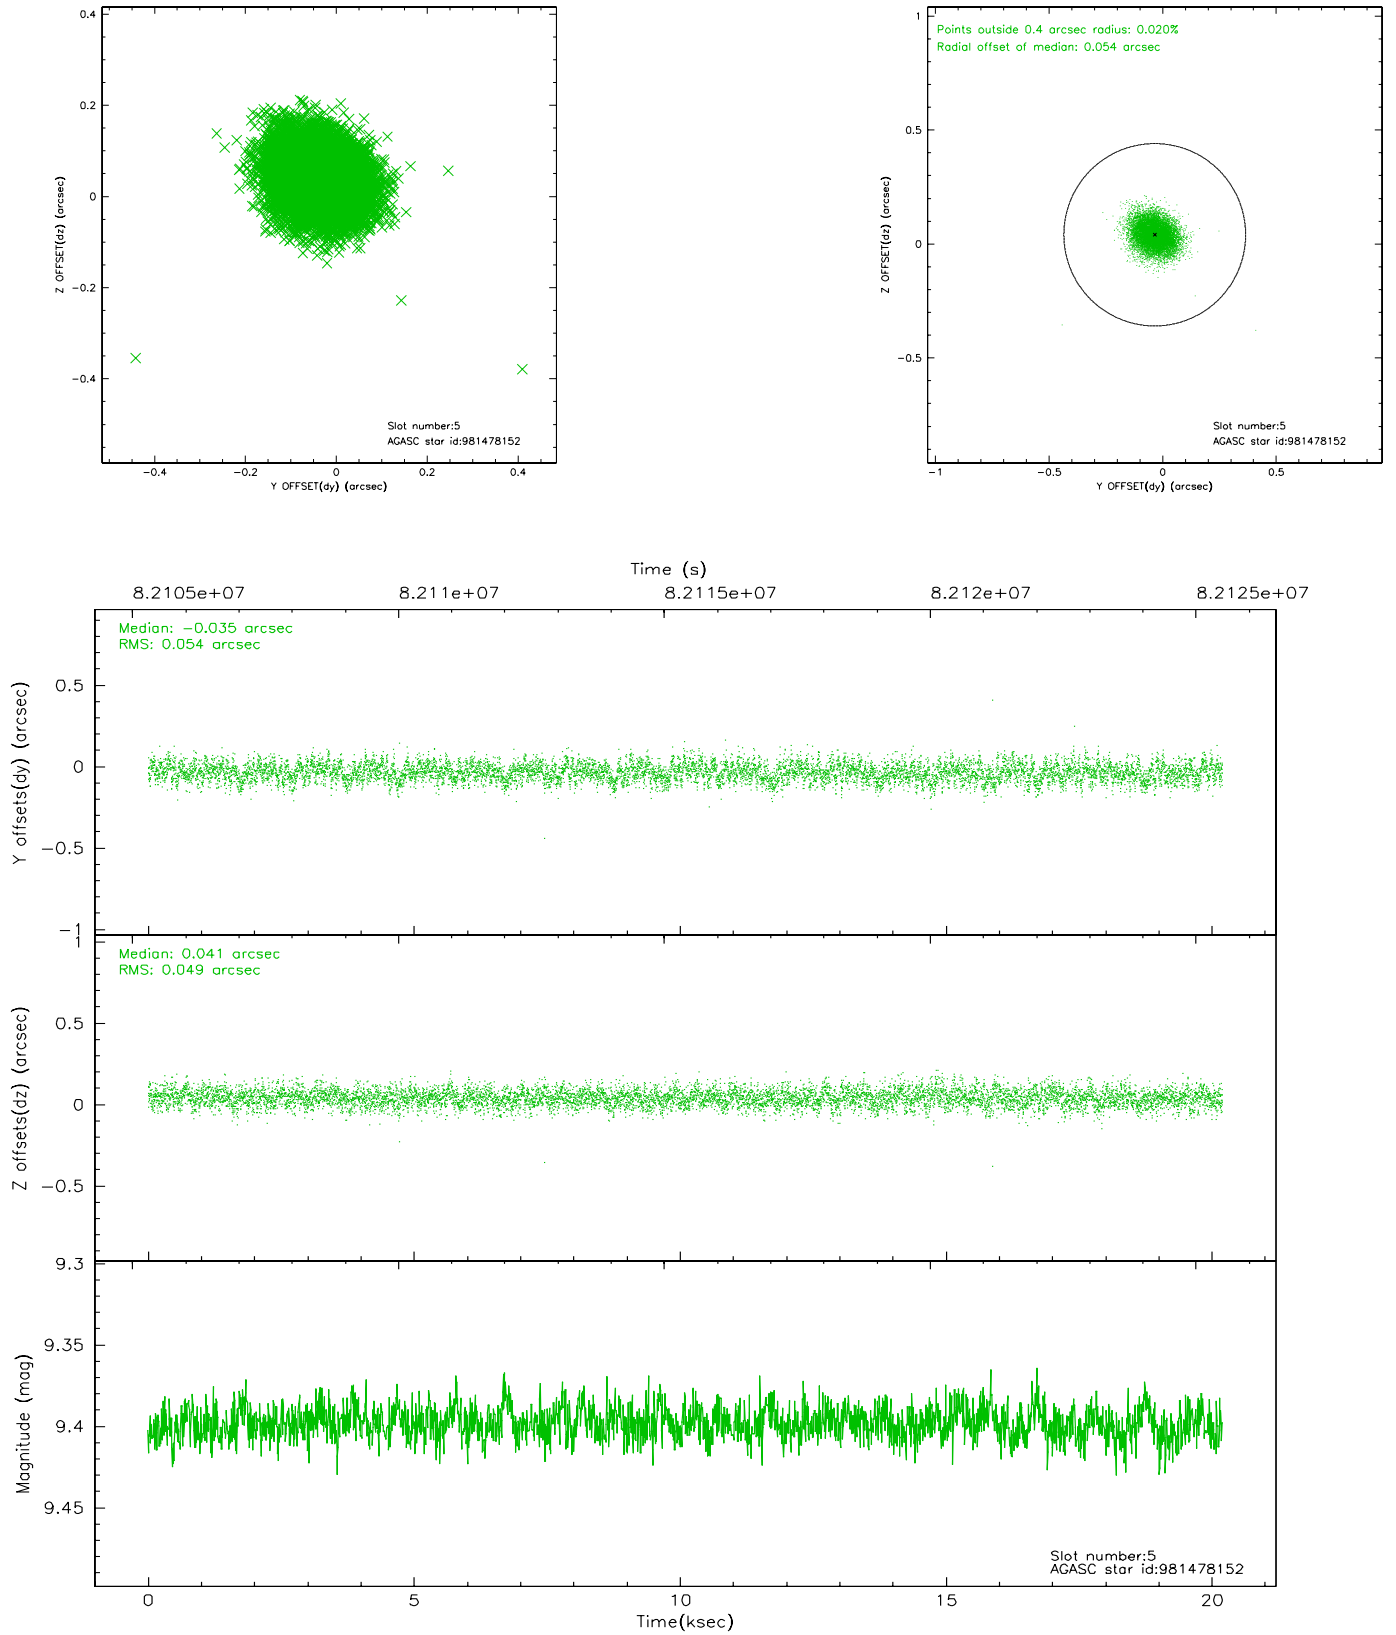 0.4
0.2
0
−0.2
−0.4
Z OFFSET(dz) (arcsec)
Slot number:5
AGASC star id:981478152
−0.4 −0.2 0 0.2 0.4
Y OFFSET(dy) (arcsec)
Points outside 0.4 arcsec radius: 0.020%
Radial offset of median: 0.054 arcsec
1
0.5
0
−0.5
Z OFFSET(dz) (arcsec)
Slot number:5
AGASC star id:981478152
−1 −0.5 0 0.5
Y OFFSET(dy) (arcsec)
Time (s)
8.2105e+07 8.211e+07 8.2115e+07 8.212e+07 8.2125e+07
Median: −0.035 arcsec
RMS: 0.054 arcsec
0.5
0
−0.5
−1
Y offsets(dy) (arcsec)
Median: 0.041 arcsec
RMS: 0.049 arcsec
1
0.5
0
−0.5
Z offsets(dz) (arcsec)
9.3
9.35
9.4
9.45
Magnitude (mag)
Slot number:5
AGASC star id:981478152
0 5 10 15 20
Time(ksec)